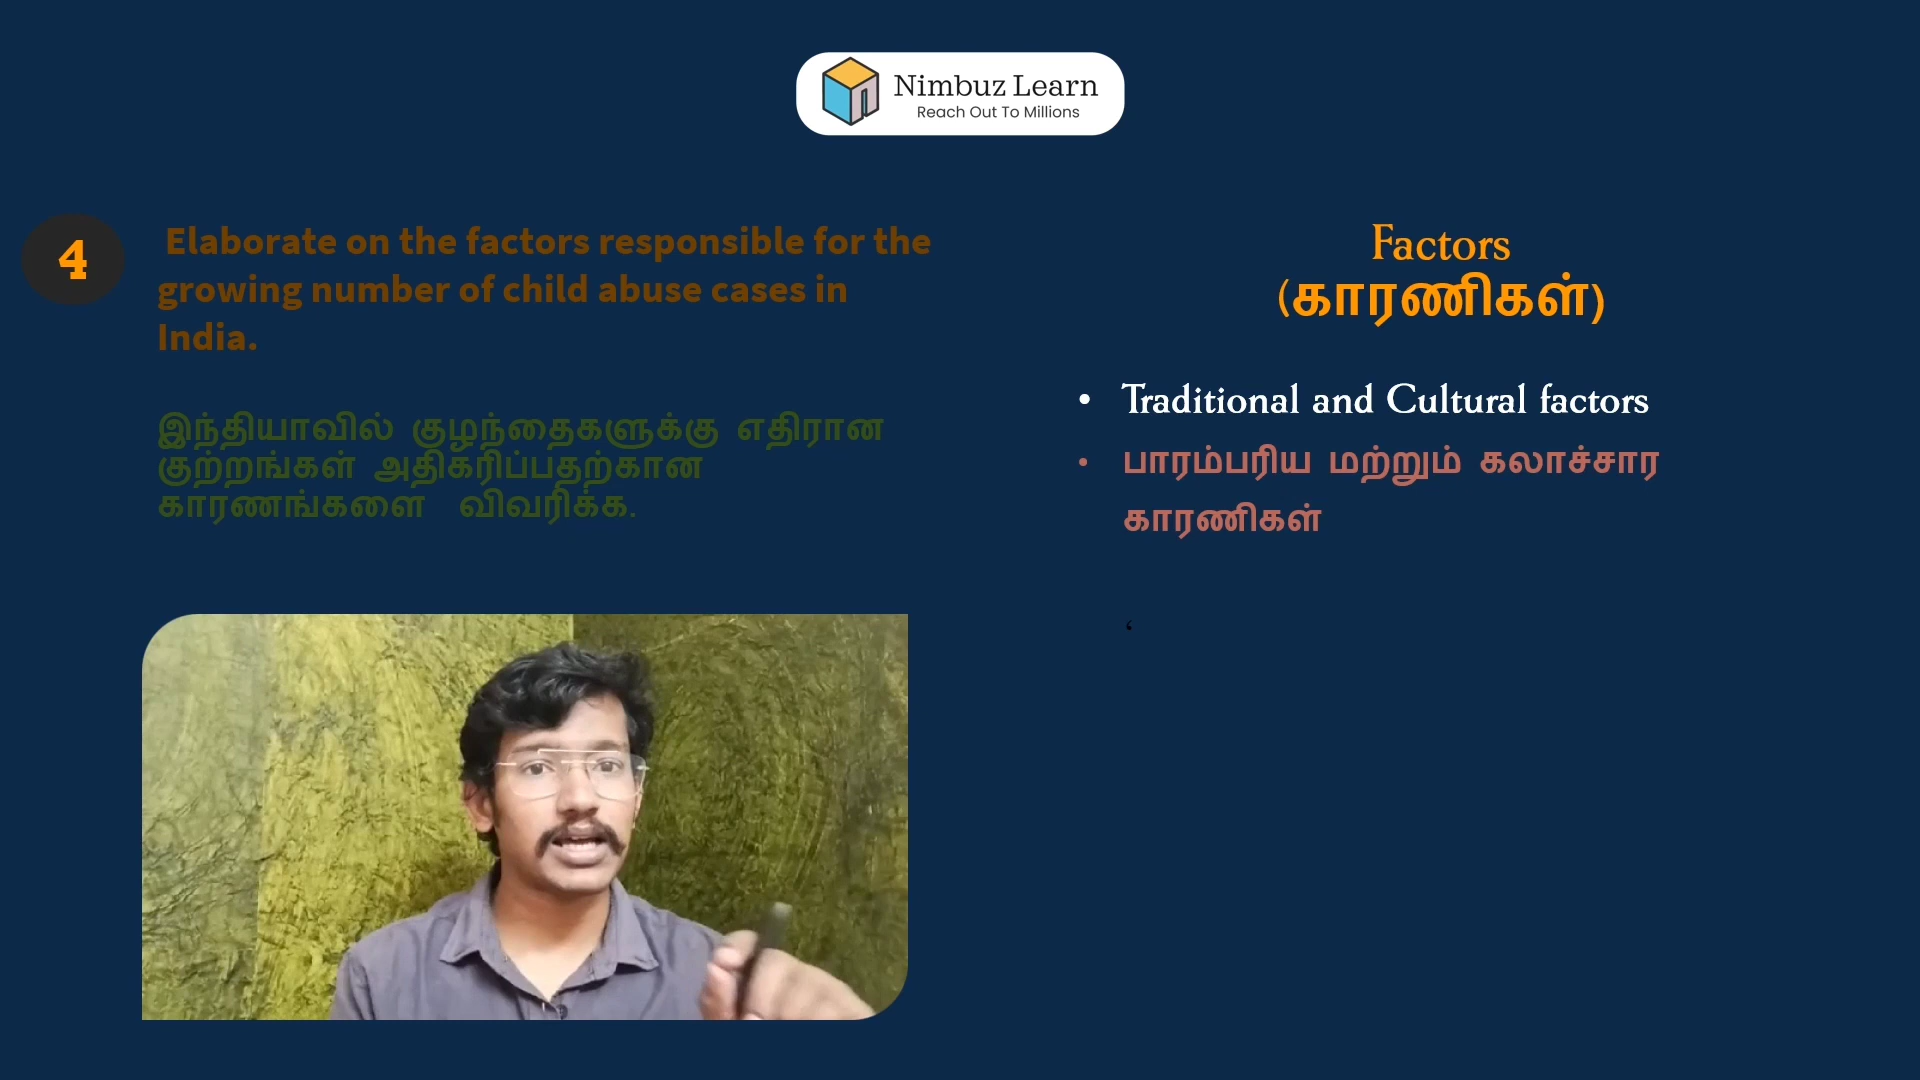 Nimbuz Learn
Reach Out To Millions
4
Elaborate on the factors responsible for the
growing number of child abuse cases in
India.
இந்தியாவில் குழந்தைகளுக்கு எதிரான
குற்றங்கள் அதிகரிப்பதற்கான
காரணங்களை விவரிக்க.
Factors
(காரணிகள்)
• Traditional and Cultural factors
• பாரம்பரிய மற்றும் கலாச்சார
காரணிகள்
‘